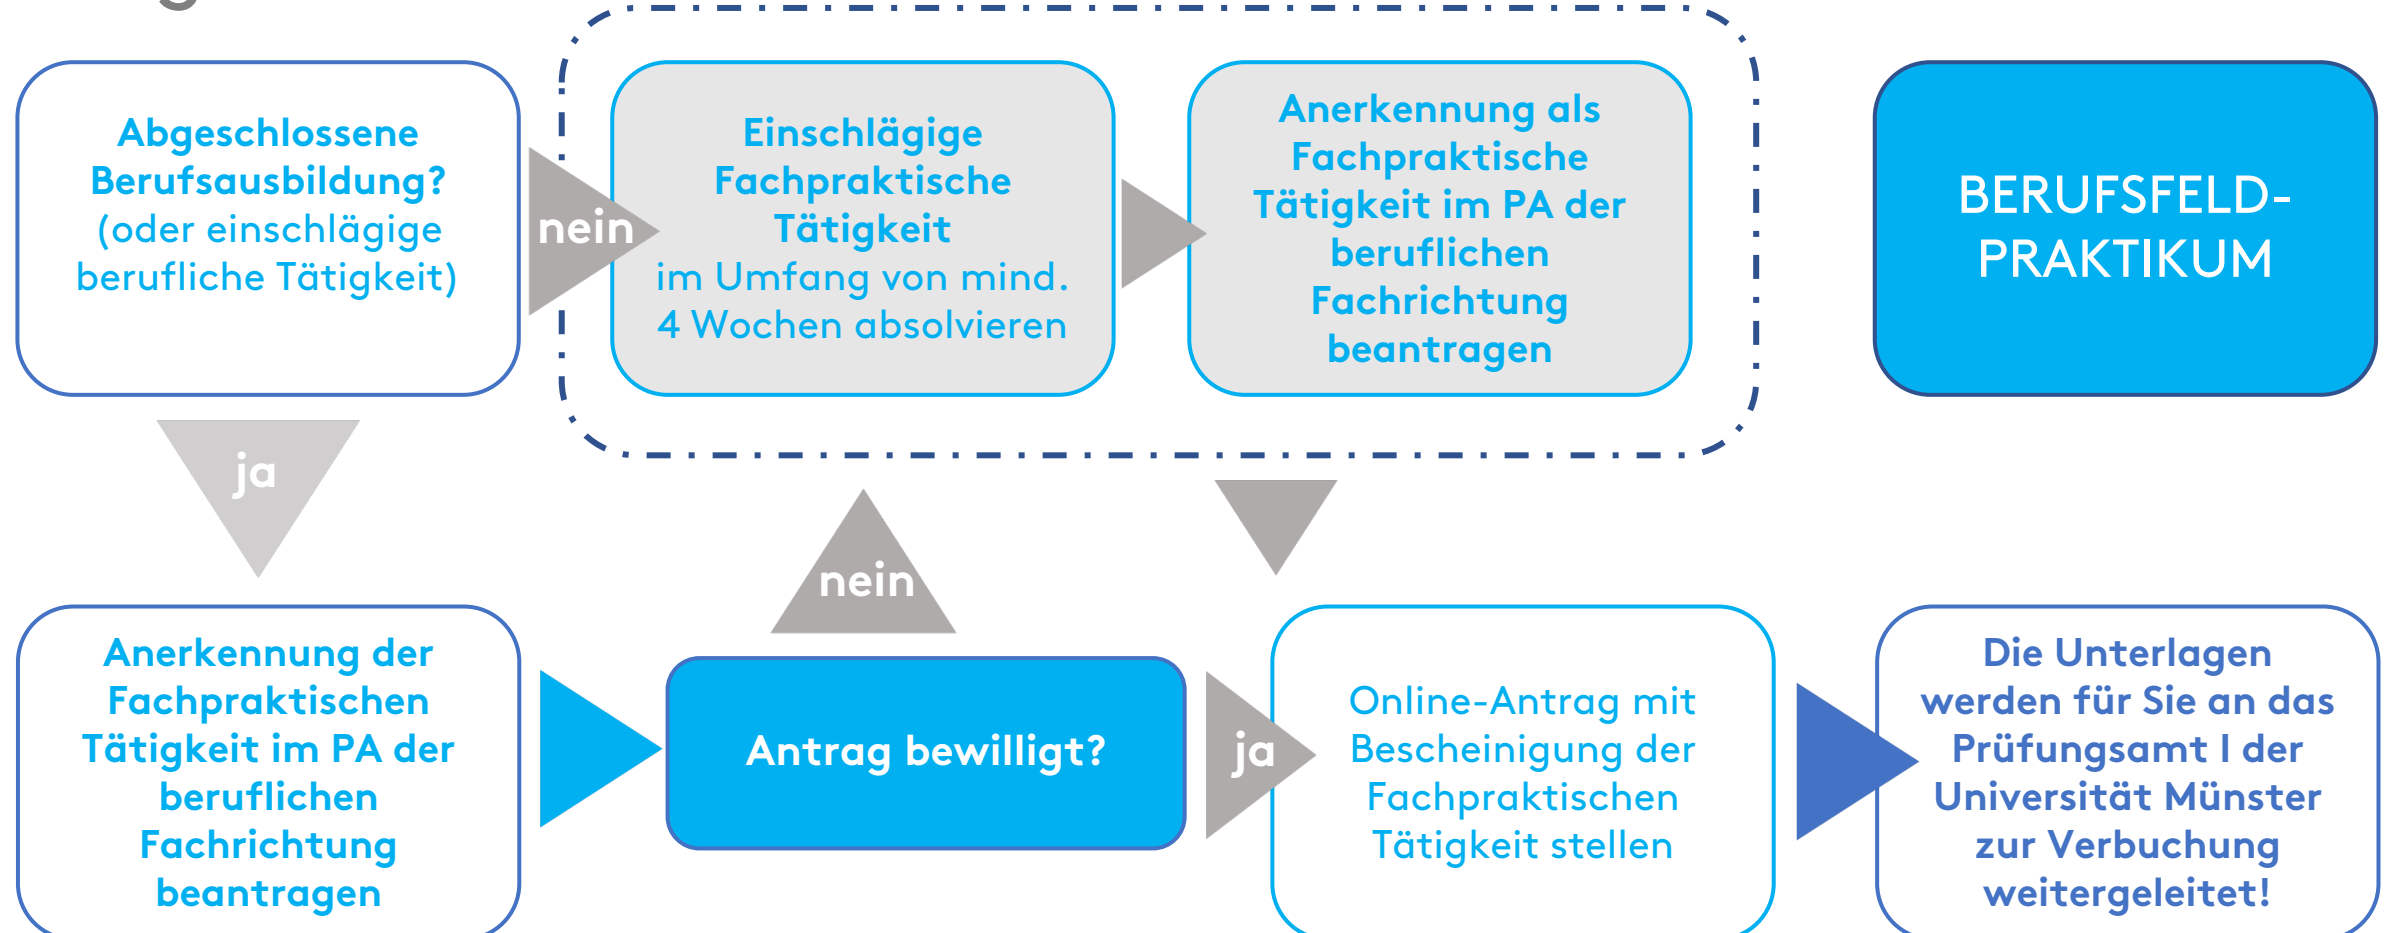 Abgeschlossene
Berufsausbildung?
(oder einschlägige
berufliche Tätigkeit)
nein
Einschlägige
Fachpraktische
Tätigkeit
im Umfang von mind.
4 Wochen absolvieren
Anerkennung als
Fachpraktische
Tätigkeit im PA der
beruflichen
Fachrichtung
beantragen
BERUFSFELD-
PRAKTIKUM
ja
nein
Anerkennung der
Fachpraktischen
Tätigkeit im PA der
beruflichen
Fachrichtung
beantragen
Antrag bewilligt?
ja
Online-Antrag mit
Bescheinigung der
Fachpraktischen
Tätigkeit stellen
Die Unterlagen
werden für Sie an das
Prüfungsamt I der
Universität Münster
zur Verbuchung
weitergeleitet!